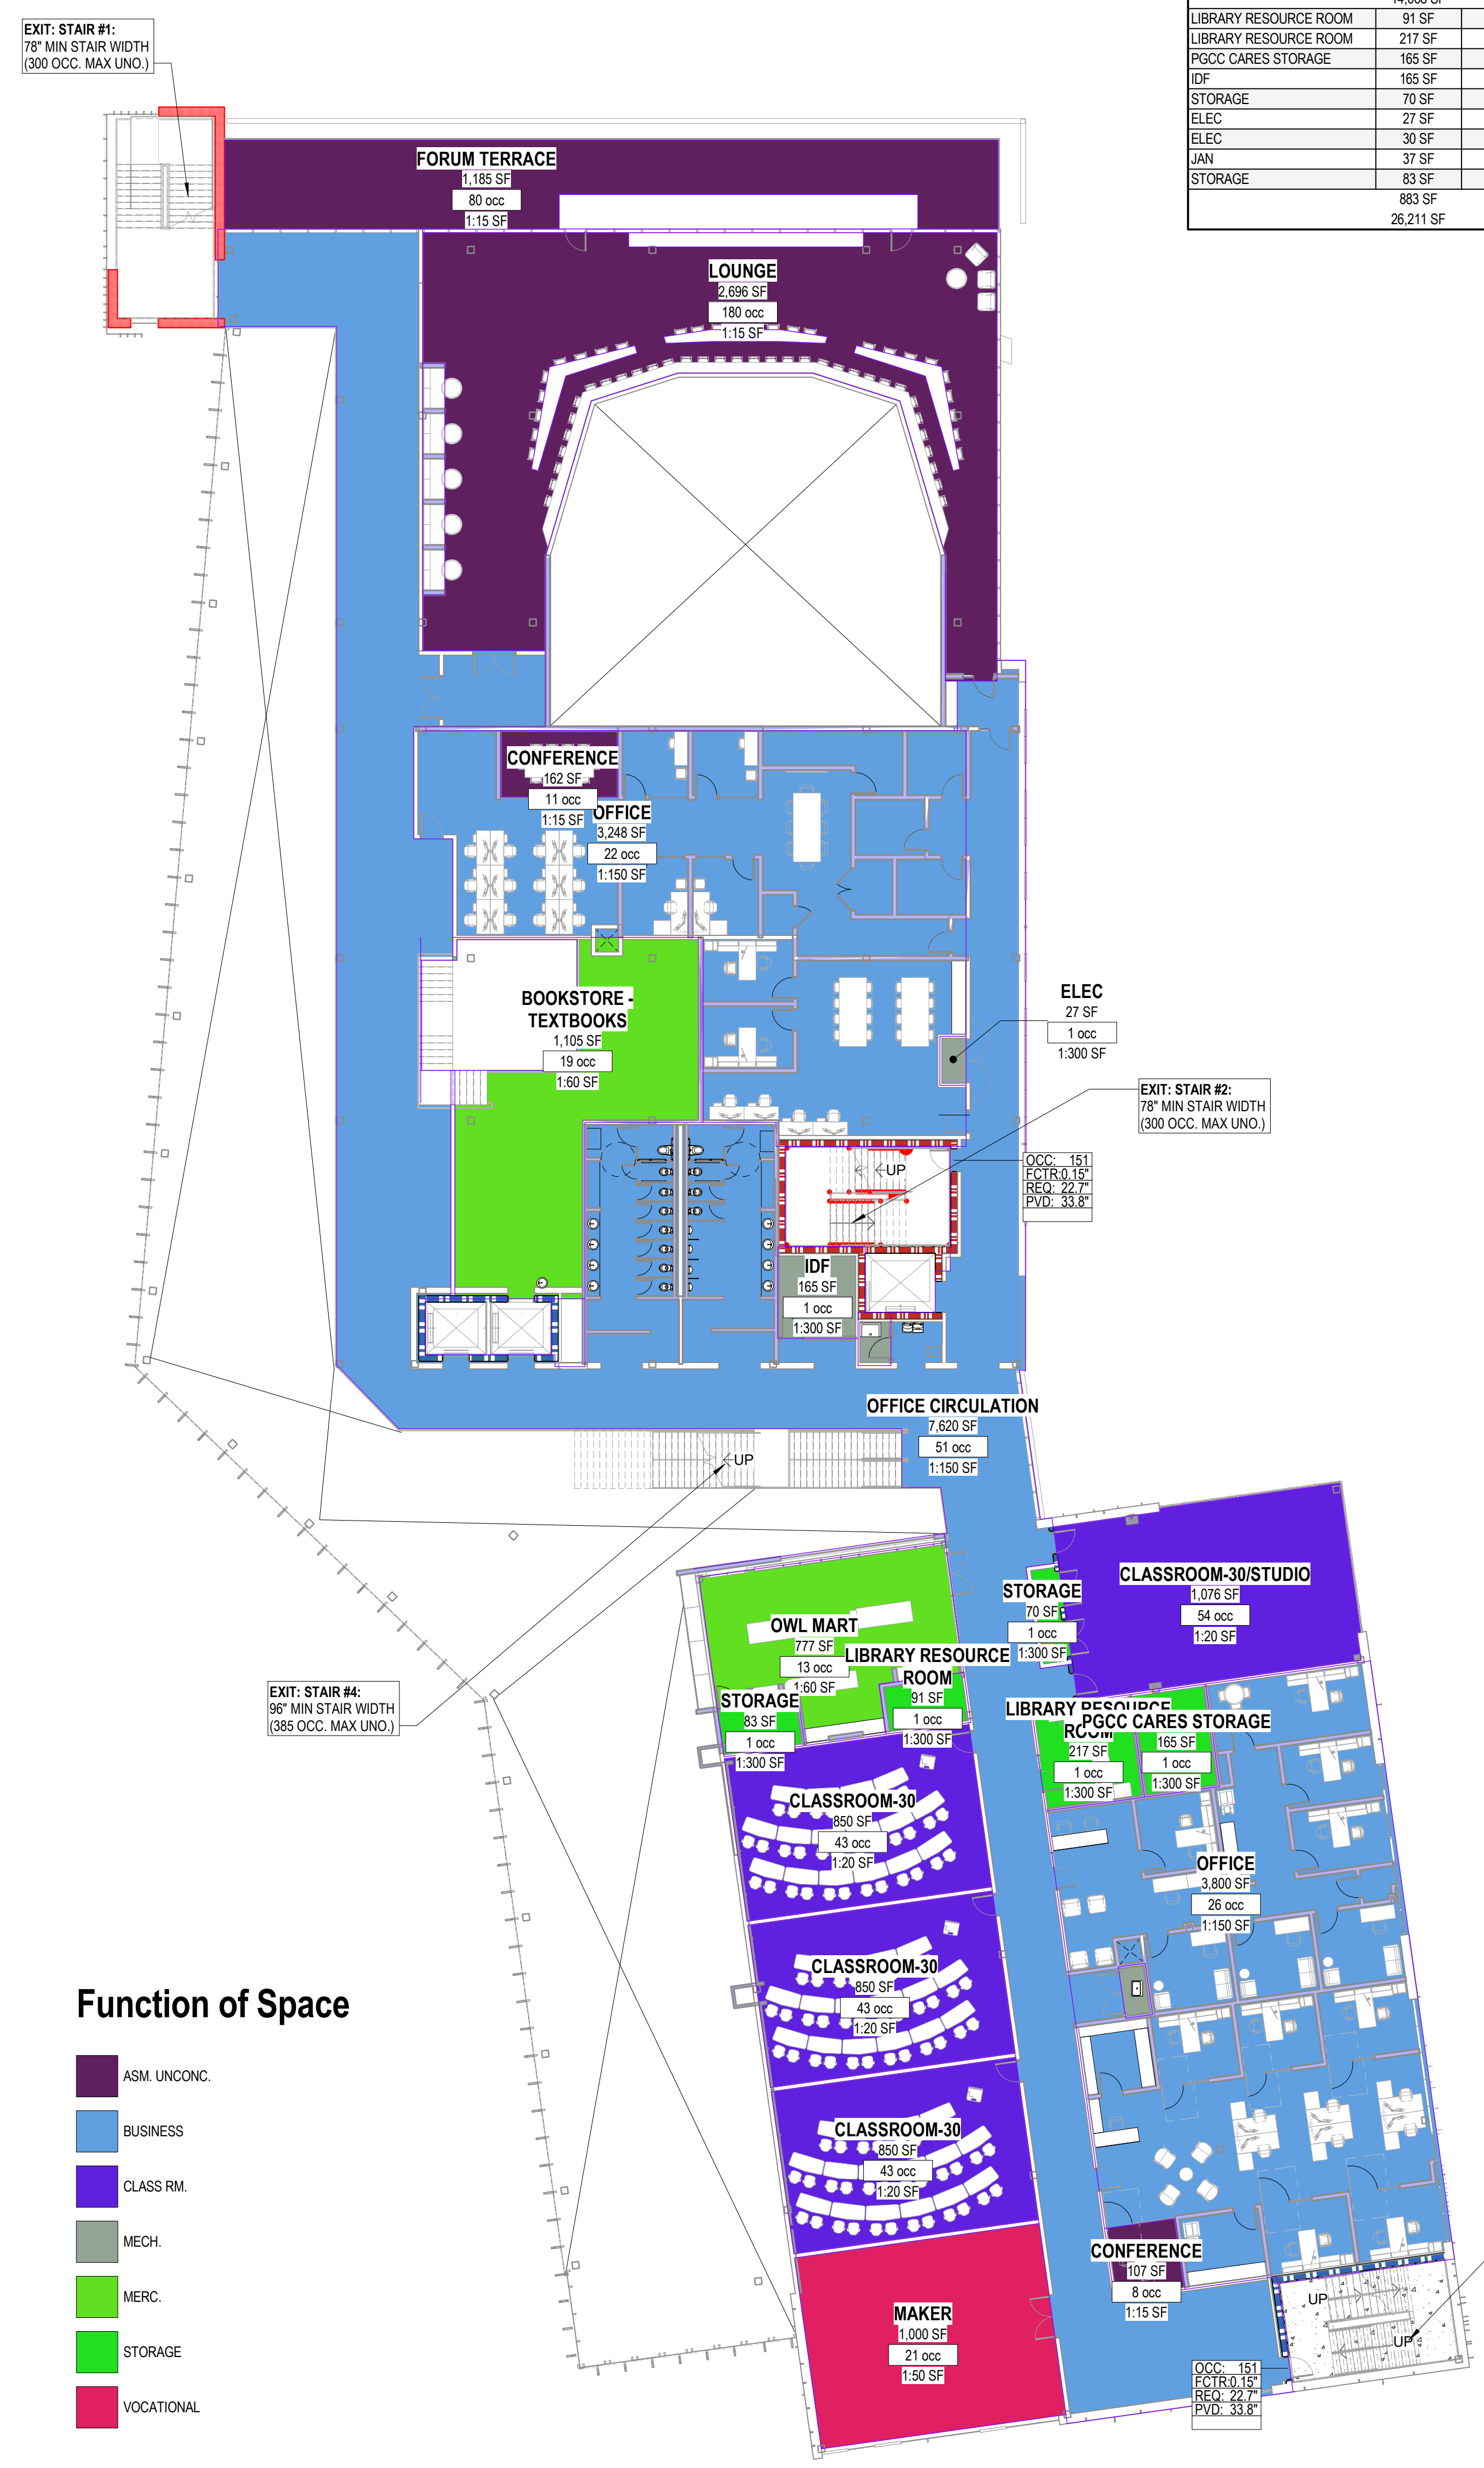 EXIT: STAIR #1:
78" MIN STAIR WIDTH
(300 OCC. MAX UNO.)
LIBRARY RESOURCE ROOM 91 SF
LIBRARY RESOURCE ROOM 217 SF
PGCC CARES STORAGE 165 SF
IDF 165 SF
STORAGE 70 SF
ELEC 27 SF
ELEC 30 SF
JAN 37 SF
STORAGE 83 SF
883 SF
26,211 SF
FORUM TERRACE
1,185 SF
80 occ
1:15 SF
LOUNGE
2,696 SF
180 occ
1:15 SF
CONFERENCE
162 SF
11 occ
1:15 SF
OFFICE
3,248 SF
22 occ
1:150 SF
BOOKSTORE -
TEXTBOOKS
1,105 SF
19 occ
1:60 SF
ELEC
27 SF
1 occ
1:300 SF
EXIT: STAIR #2:
78" MIN STAIR WIDTH
(300 OCC. MAX UNO.)
UP
OCC: 151
FCTR:0.15"
REQ: 22.7"
PVD: 33.8"
IDF
165 SF
1 occ
1:300 SF
OFFICE CIRCULATION
7,620 SF
51 occ
1:150 SF
UP
CLASSROOM-30/STUDIO
1,076 SF
54 occ
1:20 SF
STORAGE
70 SF
1 occ
1:300 SF
OWL MART
777 SF
13 occ
1:60 SF
LIBRARY RESOURCE
ROOM
91 SF
1 occ
1:300 SF
STORAGE
83 SF
1 occ
1:300 SF
EXIT: STAIR #4:
96" MIN STAIR WIDTH
(385 OCC. MAX UNO.)
LIBRARY RESOURCE
ROOM
217 SF
1 occ
1:300 SF
PGCC CARES STORAGE
165 SF
1 occ
1:300 SF
CLASSROOM-30
850 SF
43 occ
1:20 SF
OFFICE
3,800 SF
26 occ
1:150 SF
CLASSROOM-30
850 SF
43 occ
1:20 SF
CLASSROOM-30
850 SF
43 occ
1:20 SF
CONFERENCE
107 SF
8 occ
1:15 SF
MAKER
1,000 SF
21 occ
1:50 SF
UP
UP
OCC: 151
FCTR:0.15"
REQ: 22.7"
PVD: 33.8"
Function of Space
ASM. UNCONC.
BUSINESS
CLASS RM.
MECH.
MERC.
STORAGE
VOCATIONAL